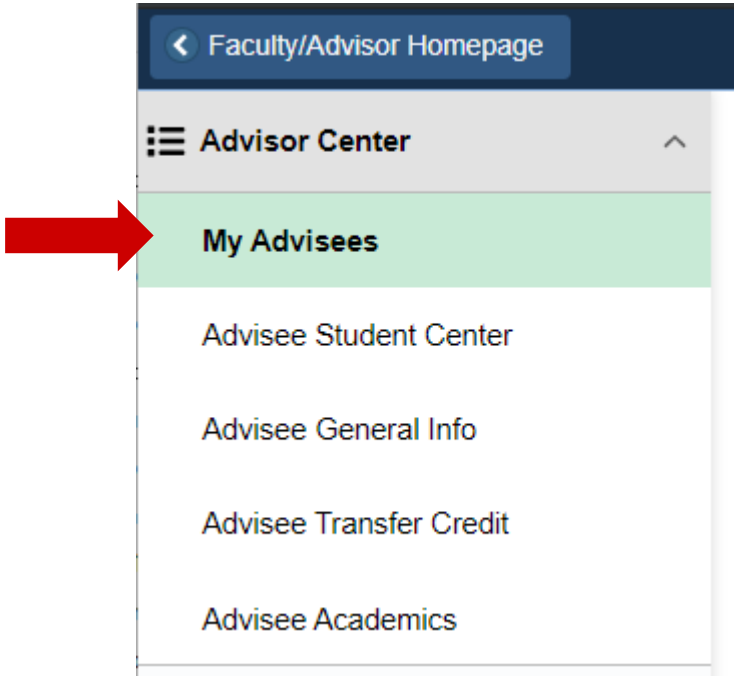 Faculty/Advisor Homepage
Advisor Center
My Advisees
Advisee Student Center
Advisee General Info
Advisee Transfer Credit
Advisee Academics